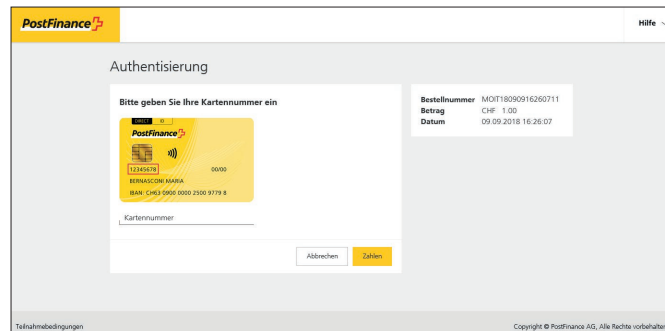 PostFinance
Hilfe
Authentisierung
Bitte geben Sie Ihre Kartennummer ein
DIRECT ID
PostFinance
12345678 00/00
BERNASCONI MARIA
IBAN: CH63 0900 0000 2500 9779 8
Kartennummer
Abbrechen Zahlen
Bestellnummer MOIT18090916260711
Betrag CHF 1.00
Datum 09.09.2018 16:26:07
Teilnahmebedingungen
Copyright © PostFinance AG, Alle Rechte vorbehalten